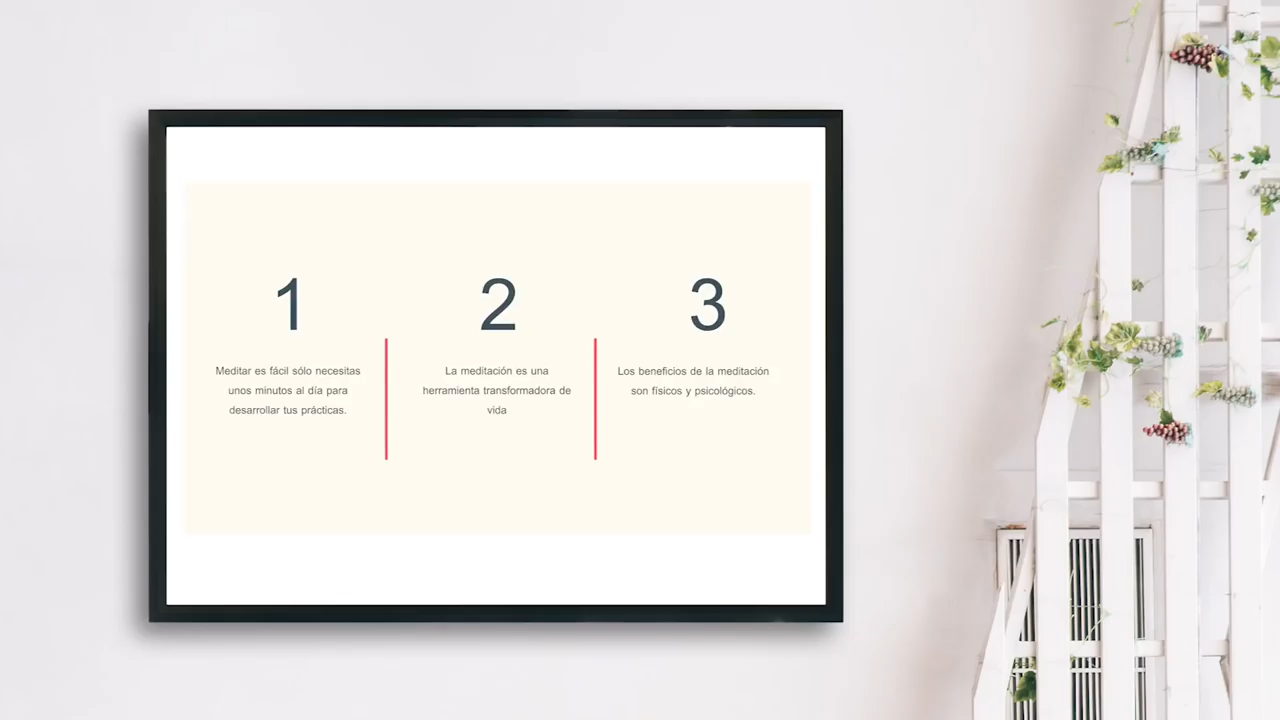 1
Meditar es fácil sólo necesitas
unos minutos al día para
desarrollar tus prácticas.
2
La meditación es una
herramienta transformadora de
vida
3
Los beneficios de la meditación
son físicos y psicológicos.